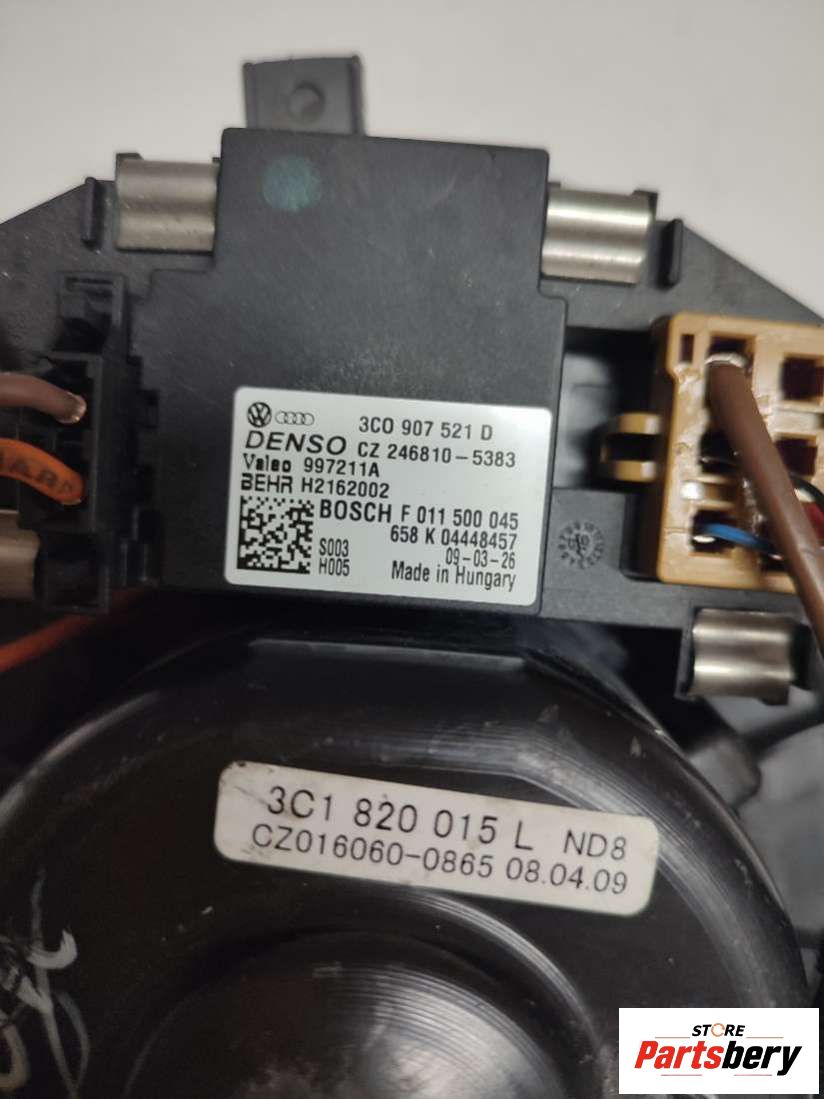 3C0 907 521 D
DENSO CZ 246810-5383
Valeo 997211A
BEHR H2162002
BOSCH F 011 500 045
658 K 04448457
S003 09-03-26
H005 Made in Hungary
3C1 820 015 L ND8
CZ016060-0865 08.04.09
STORE
Partsbery